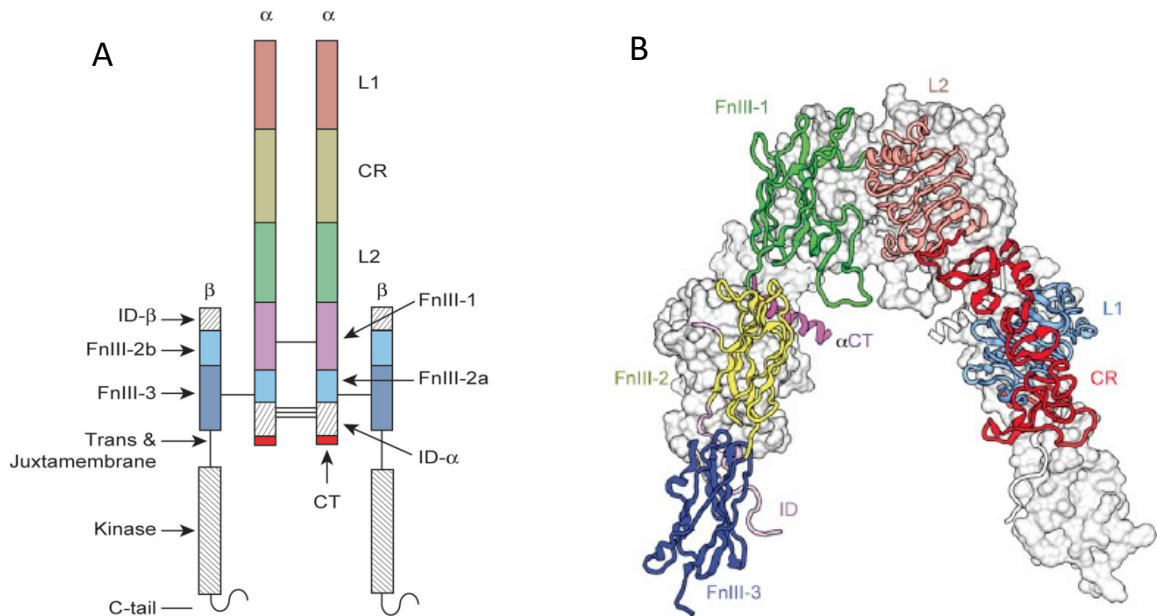 A
α α
L1
CR
L2
β β
ID-β
FnIII-1
FnIII-2b
FnIII-2a
FnIII-3
Trans &
Juxtamembrane
ID-α
CT
Kinase
C-tail
B
L2
FnIII-1
L1
αCT
FnIII-2
CR
ID
FnIII-3